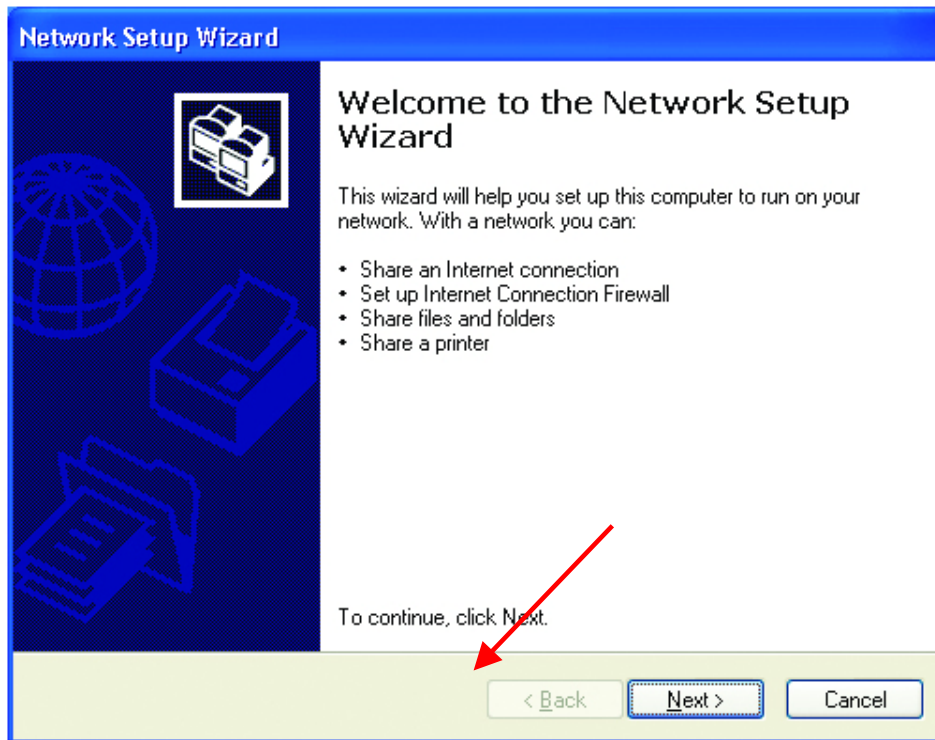 Network Setup Wizard
Welcome to the Network Setup
Wizard
This wizard will help you set up this computer to run on your
network. With a network you can:
• Share an Internet connection
• Set up Internet Connection Firewall
• Share files and folders
• Share a printer
To continue, click Next.
< Back Next > Cancel